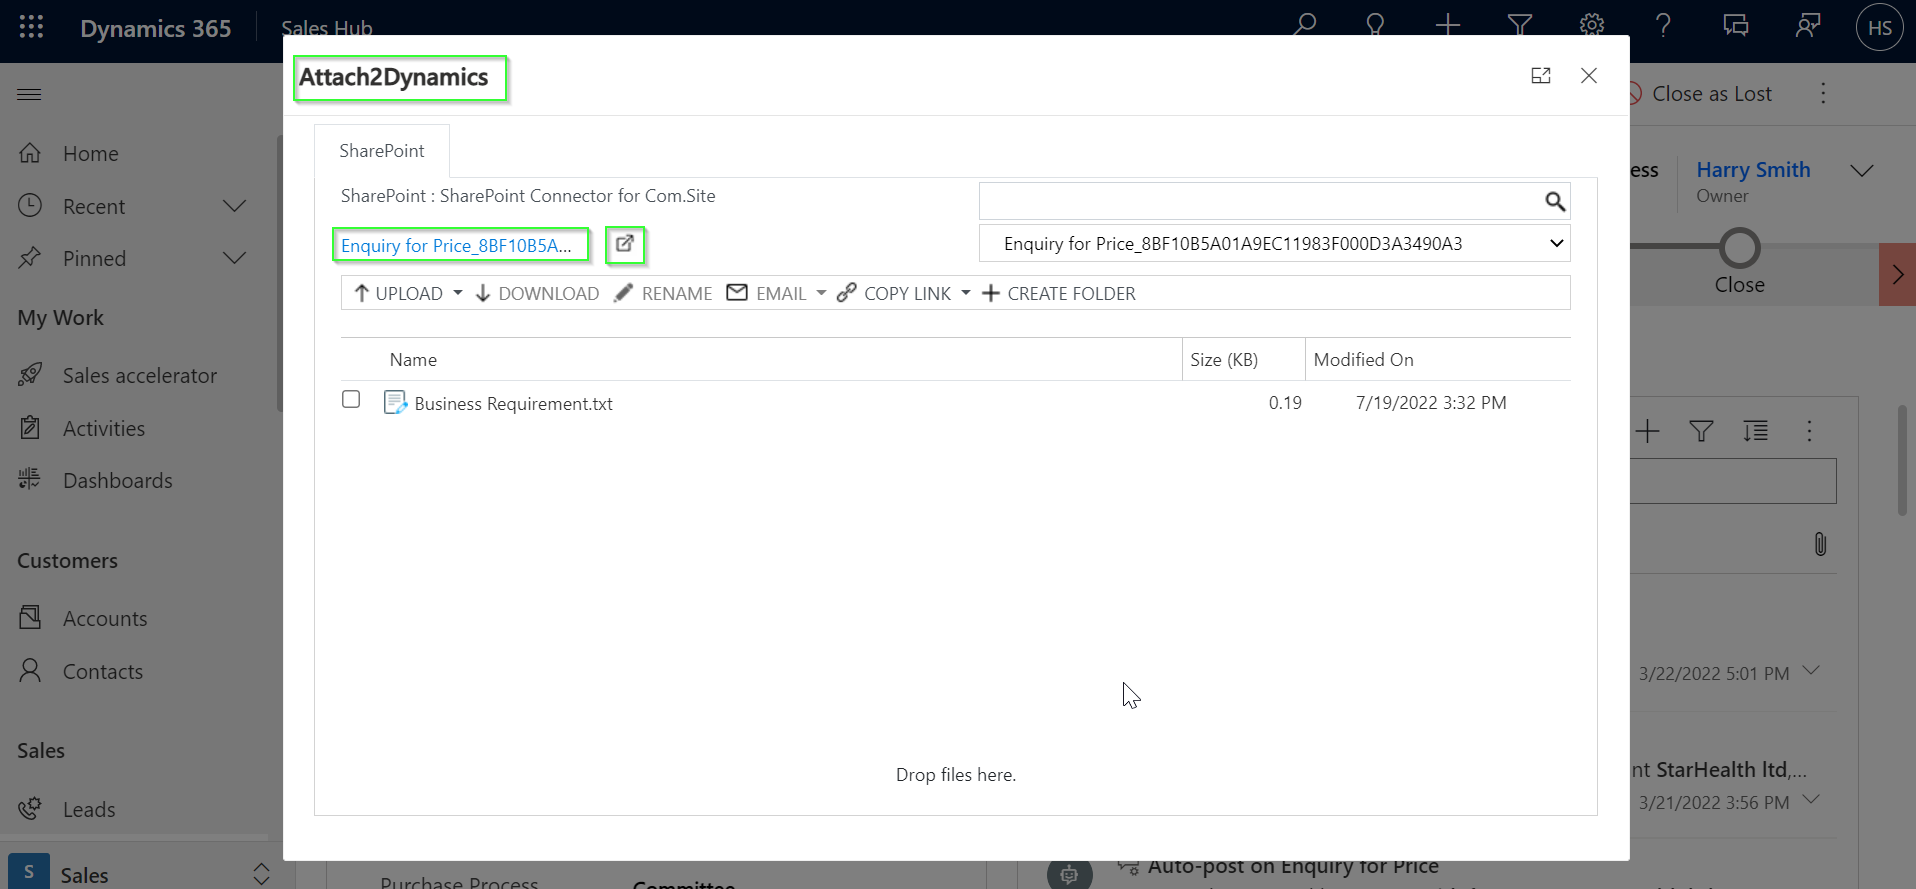 Dynamics 365
Sales Hub
HS
Attach2Dynamics
Close as Lost
Home
Recent
Pinned
My Work
Sales accelerator
Activities
Dashboards
Customers
Accounts
Contacts
Sales
Leads
S Sales
SharePoint
SharePoint : SharePoint Connector for Com.Site
Enquiry for Price_8BF10B5A...
Enquiry for Price_8BF10B5A01A9EC11983F000D3A3490A3
UPLOAD DOWNLOAD RENAME EMAIL COPY LINK CREATE FOLDER
Name Size (KB) Modified On
Business Requirement.txt 0.19 7/19/2022 3:32 PM
Drop files here.
ess
Harry Smith
Owner
Close
3/22/2022 5:01 PM
nt StarHealth ltd,...
3/21/2022 3:56 PM
Auto-post on Enquiry for Price
Purchase Process Committee